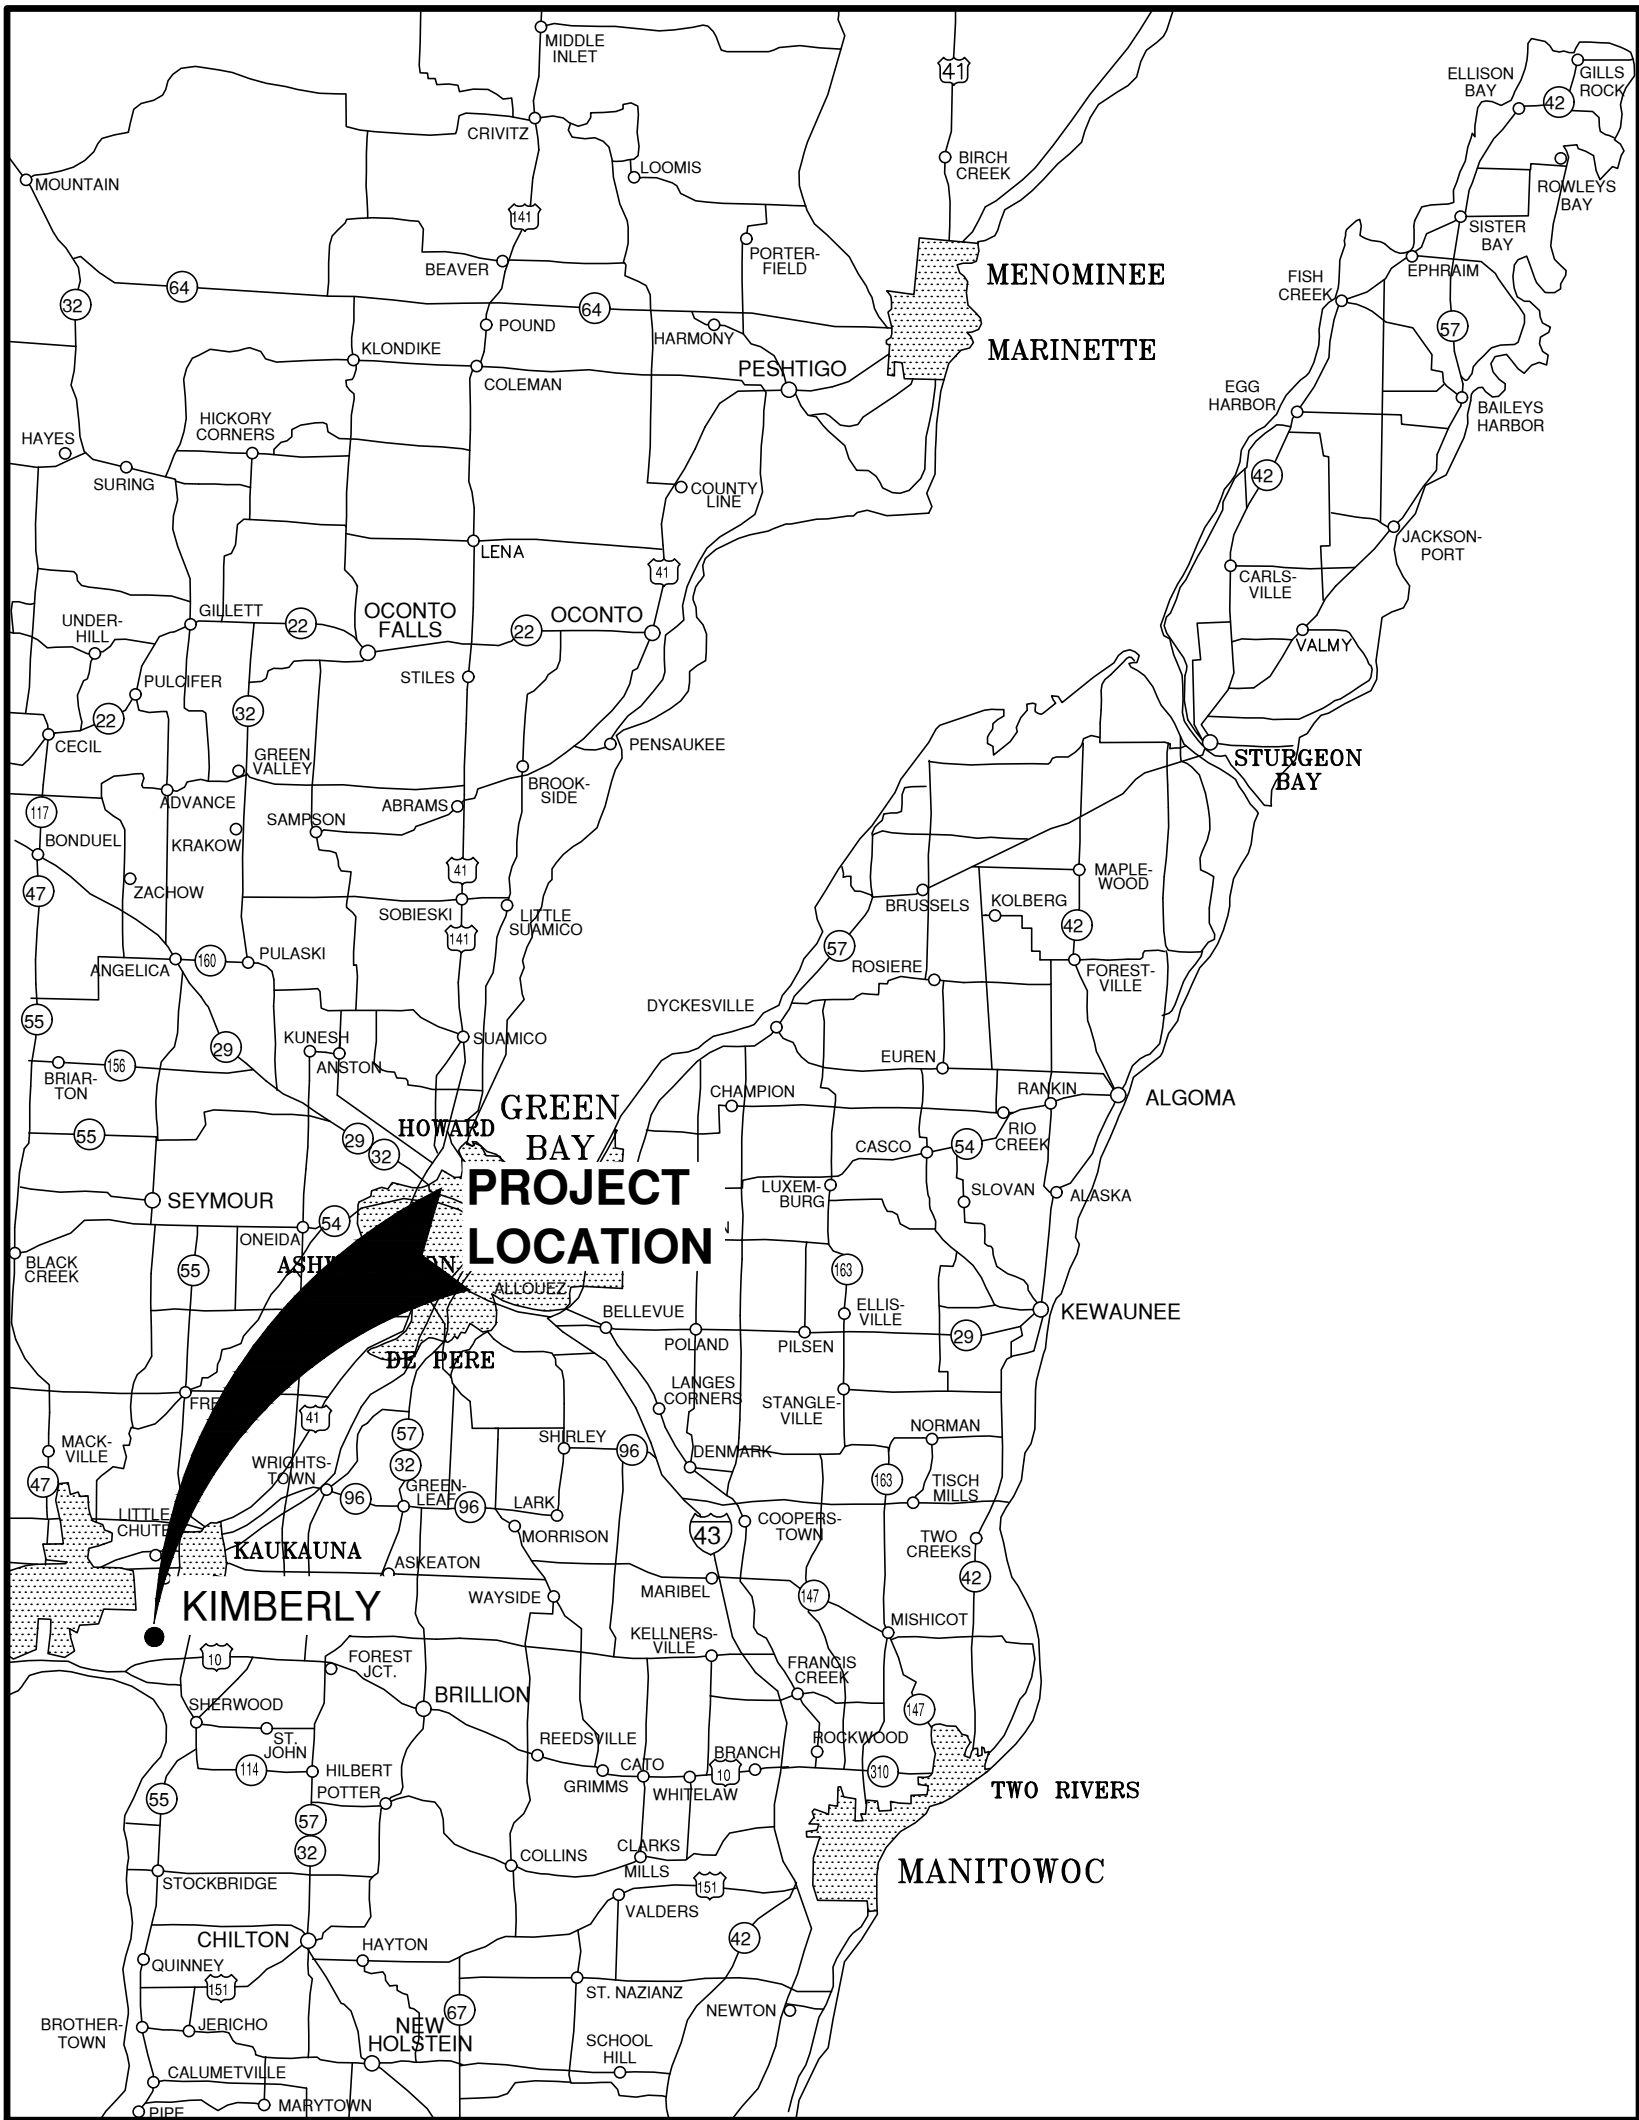 MIDDLE
INLET
41
ELLISON
BAY
GILLS
ROCK
42
CRIVITZ
LOOMIS
BIRCH
CREEK
MOUNTAIN
ROWLEYS
BAY
141
SISTER
BAY
PORTER-
FIELD
BEAVER
MENOMINEE
EPHRAIM
FISH
CREEK
64
32
64
POUND
HARMONY
57
KLONDIKE
MARINETTE
PESHTIGO
COLEMAN
EGG
HARBOR
BAILEYS
HARBOR
HICKORY
CORNERS
HAYES
SURING
42
COUNTY
LINE
LENA
JACKSON-
PORT
41
CARLS-
VILLE
GILLETT
UNDER-
HILL
22
OCONTO
FALLS
22
OCONTO
VALMY
STILES
PULCIFER
22
32
CECIL
PENSAUKEE
GREEN
VALLEY
STURGEON
BAY
BROOK-
SIDE
ADVANCE
ABRAMS
117
SAMPSON
BONDUEL
KRAKOW
41
MAPLE-
WOOD
47
ZACHOW
SOBIESKI
LITTLE
SUAMICO
BRUSSELS
KOLBERG
42
141
57
ANGELICA
160
PULASKI
ROSIERE
FOREST-
VILLE
DYCKESVILLE
55
KUNESH
SUAMICO
29
EUREN
156
ANSTON
BRIAR-
TON
CHAMPION
RANKIN
ALGOMA
GREEN
BAY
HOWARD
55
29
32
CASCO
54
RIO
CREEK
PROJECT
LOCATION
SEYMOUR
LUXEM-
BURG
SLOVAN
ALASKA
54
ONEIDA
BLACK
CREEK
55
163
ALLOUEZ
BELLEVUE
ELLIS-
VILLE
KEWAUNEE
POLAND
PILSEN
29
DE PERE
LANGES
CORNERS
STANGLE-
VILLE
41
57
NORMAN
MACK-
VILLE
SHIRLEY
96
DENMARK
WRIGHTS-
TOWN
32
47
163
TISCH
MILLS
96
GREEN-
LEAF
96
LARK
LITTLE
CHUTE
43
COOPERS-
TOWN
MORRISON
TWO
CREEKS
KAUKAUNA
ASKEATON
42
WAYSIDE
MARIBEL
147
KIMBERLY
MISHICOT
KELLNERS-
VILLE
10
FOREST
JCT.
FRANCIS
CREEK
BRILLION
SHERWOOD
147
ST.
JOHN
REEDSVILLE
ROCKWOOD
BRANCH
114
HILBERT
CATO
10
310
POTTER
GRIMMS
WHITELAW
TWO RIVERS
55
57
32
CLARKS
MILLS
COLLINS
MANITOWOC
STOCKBRIDGE
151
VALDERS
CHILTON
HAYTON
42
QUINNEY
151
ST. NAZIANZ
67
NEWTON
BROTHER-
TOWN
JERICHO
NEW
HOLSTEIN
SCHOOL
HILL
CALUMETVILLE
MARYTOWN
PIPE